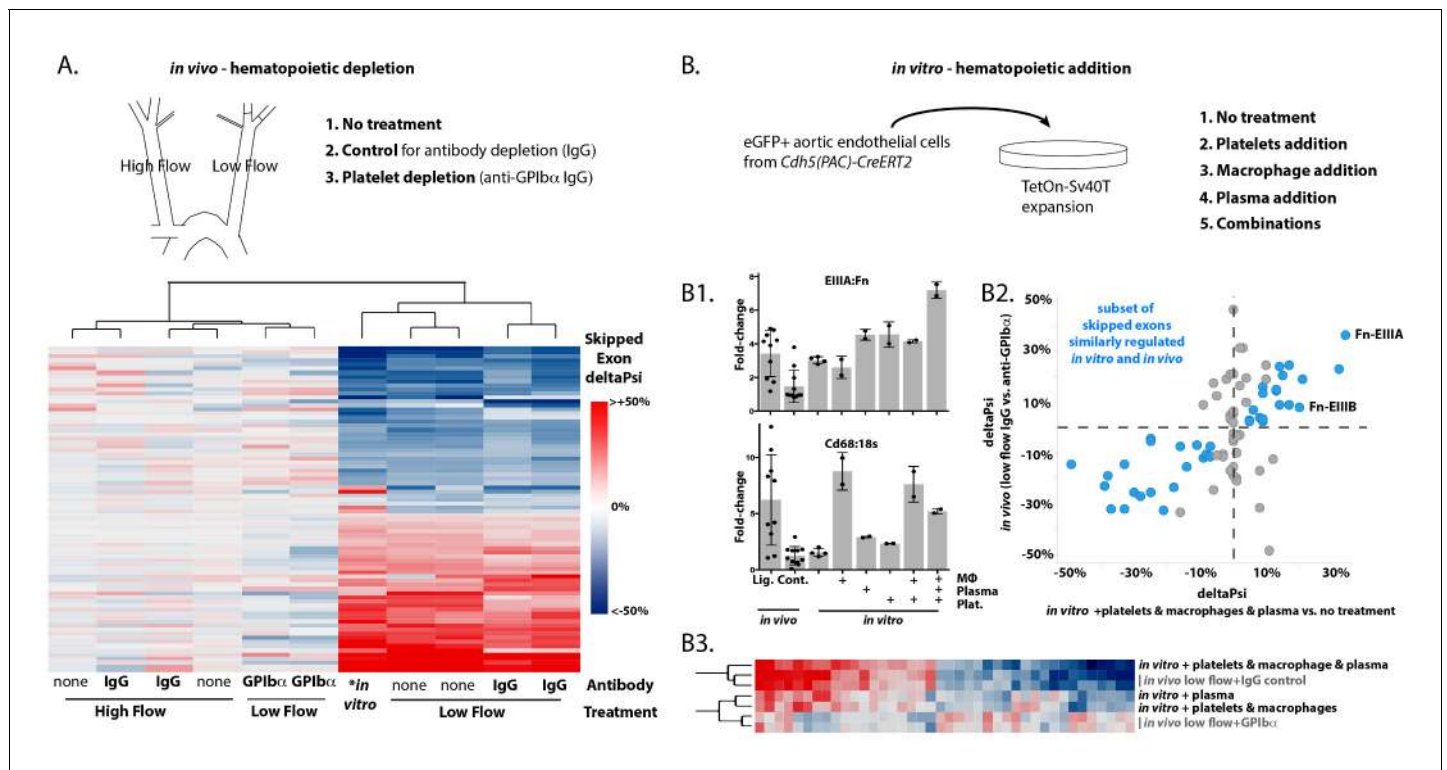 A.
in vivo - hematopoietic depletion
High Flow
Low Flow
1. No treatment
2. Control for antibody depletion (IgG)
3. Platelet depletion (anti-GPIbα IgG)
Skipped
Exon
deltaPsi
>+50%
0%
<-50%
none IgG IgG none GPIbα GPIbα *in vitro none none IgG IgG Antibody
High Flow Low Flow Low Flow Treatment
B.
in vitro - hematopoietic addition
eGFP+ aortic endothelial cells
from Cdh5(PAC)-CreERT2
TetOn-Sv40T
expansion
1. No treatment
2. Platelets addition
3. Macrophage addition
4. Plasma addition
5. Combinations
B1.
EIIIA:Fn
Fold-change
8
6
4
2
0
Cd68:18s
Fold-change
10
5
0
Lig. Cont. + + + MΦ
+ + Plasma
+ + + Plat.
in vivo in vitro
B2.
subset of
skipped exons
similarly regulated
in vitro and in vivo
Fn-EIIIA
Fn-EIIIB
50%
30%
10%
-10%
-30%
-50%
deltaPsi
in vivo (low flow IgG vs. anti-GPIbα)
-50% -30% -10% 10% 30%
deltaPsi
in vitro +platelets & macrophages & plasma vs. no treatment
B3.
in vitro + platelets & macrophage & plasma
| in vivo low flow+IgG control
in vitro + plasma
in vitro + platelets & macrophages
| in vivo low flow+GPIbα